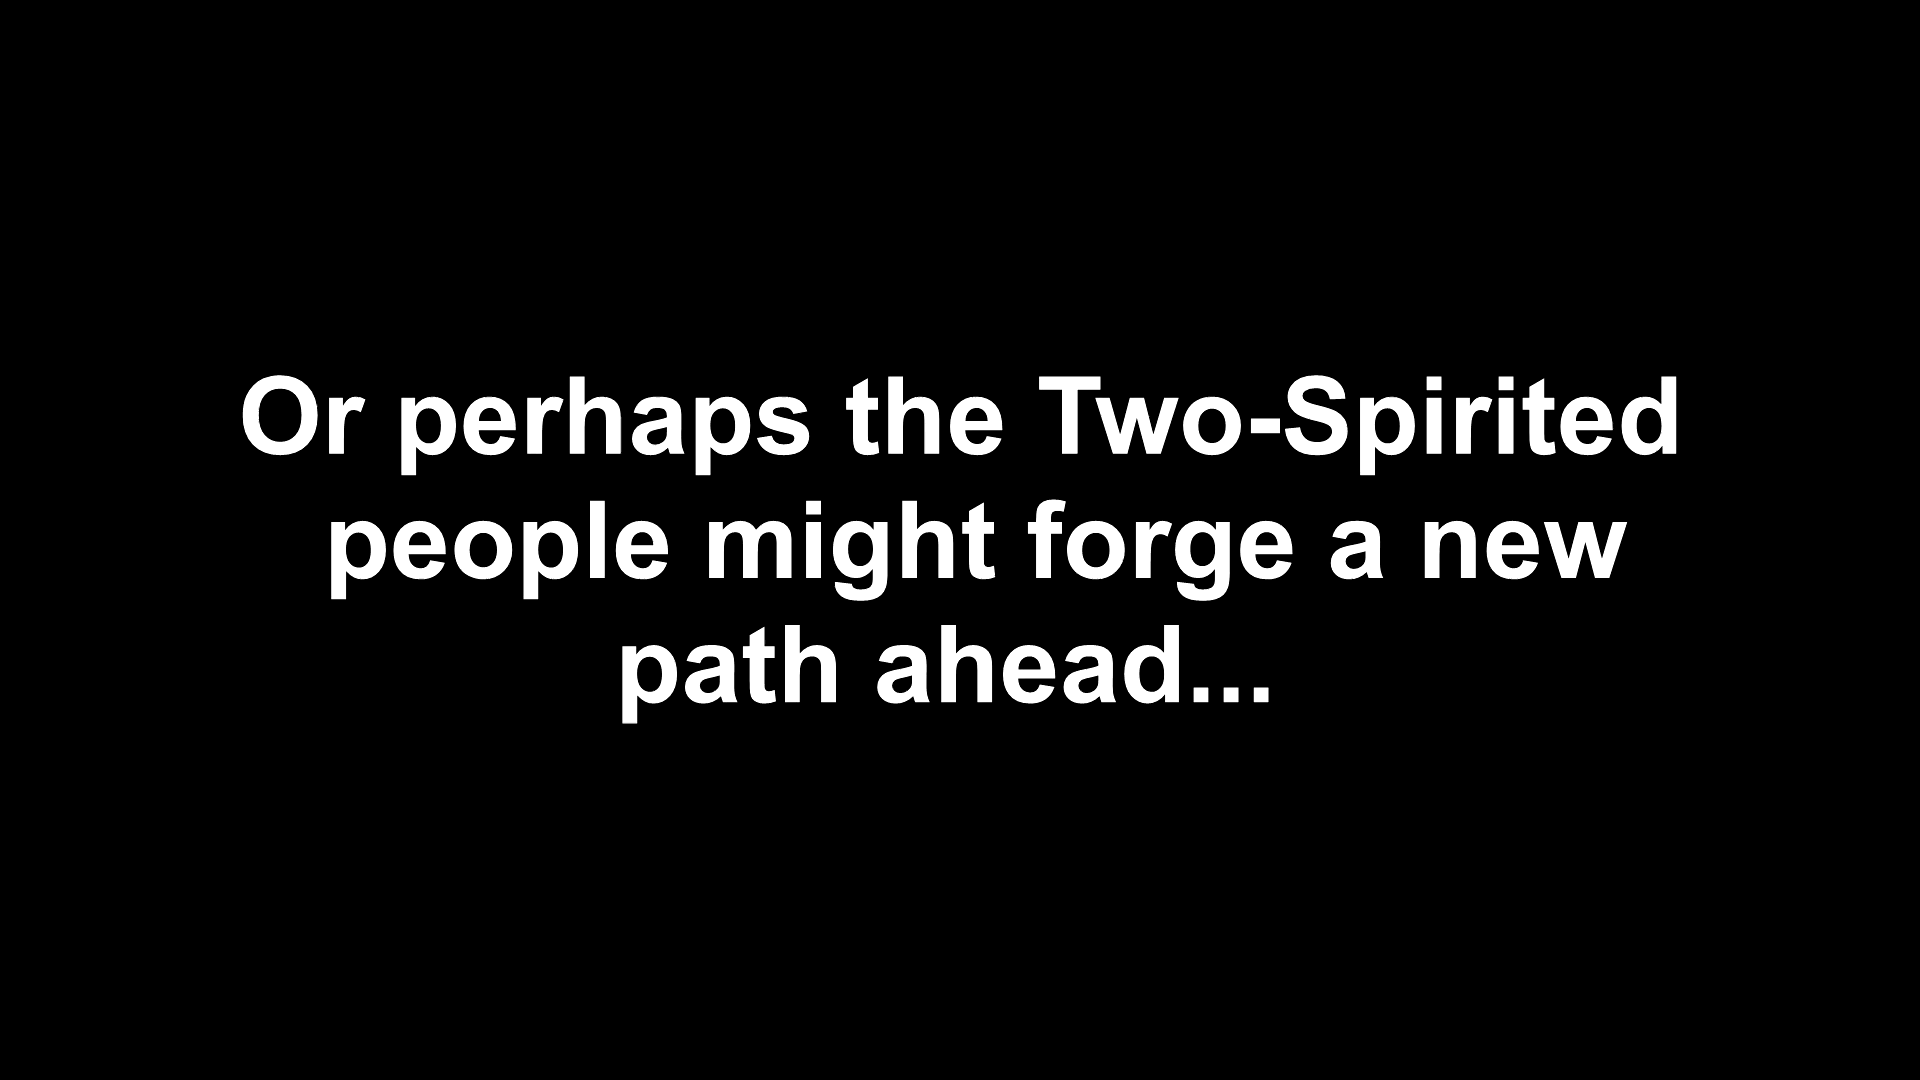 Or perhaps the Two-Spirited
people might forge a new
path ahead...